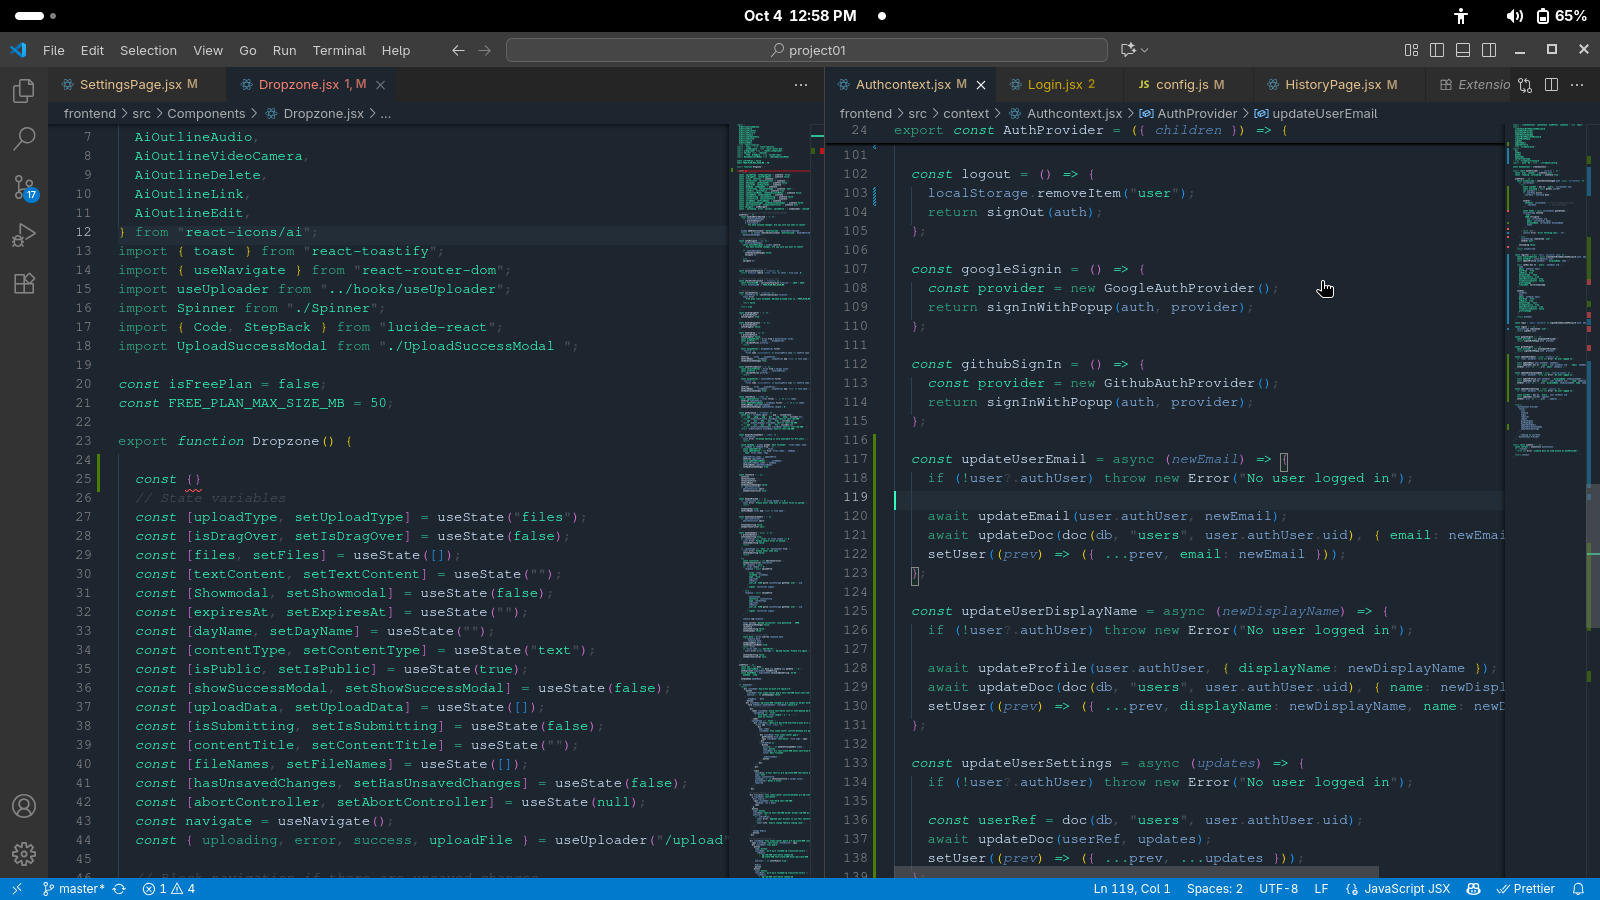 Oct 4 12:58 PM
65%
File Edit Selection View Go Run Terminal Help
project01
SettingsPage.jsx M
Dropzone.jsx 1, M
Authcontext.jsx M
Login.jsx 2
JS config.js M
HistoryPage.jsx M
Extensio
frontend > src > Components > Dropzone.jsx > ...
frontend > src > context > Authcontext.jsx > AuthProvider > updateUserEmail
17
7 AiOutlineAudio,
8 AiOutlineVideoCamera,
9 AiOutlineDelete,
10 AiOutlineLink,
11 AiOutlineEdit,
12 } from "react-icons/ai";
13 import { toast } from "react-toastify";
14 import { useNavigate } from "react-router-dom";
15 import useUploader from "../hooks/useUploader";
16 import Spinner from "./Spinner";
17 import { Code, StepBack } from "lucide-react";
18 import UploadSuccessModal from "./UploadSuccessModal ";
19
20 const isFreePlan = false;
21 const FREE_PLAN_MAX_SIZE_MB = 50;
22
23 export function Dropzone() {
24
25 const {}
26 // State variables
27 const [uploadType, setUploadType] = useState("files");
28 const [isDragOver, setIsDragOver] = useState(false);
29 const [files, setFiles] = useState([]);
30 const [textContent, setTextContent] = useState("");
31 const [Showmodal, setShowmodal] = useState(false);
32 const [expiresAt, setExpiresAt] = useState("");
33 const [dayName, setDayName] = useState("");
34 const [contentType, setContentType] = useState("text");
35 const [isPublic, setIsPublic] = useState(true);
36 const [showSuccessModal, setShowSuccessModal] = useState(false);
37 const [uploadData, setUploadData] = useState([]);
38 const [isSubmitting, setIsSubmitting] = useState(false);
39 const [contentTitle, setContentTitle] = useState("");
40 const [fileNames, setFileNames] = useState([]);
41 const [hasUnsavedChanges, setHasUnsavedChanges] = useState(false);
42 const [abortController, setAbortController] = useState(null);
43 const navigate = useNavigate();
44 const { uploading, error, success, uploadFile } = useUploader("/upload"
45
24 export const AuthProvider = ({ children }) => {
101
102 const logout = () => {
103 localStorage.removeItem("user");
104 return signOut(auth);
105 };
106
107 const googleSignin = () => {
108 const provider = new GoogleAuthProvider();
109 return signInWithPopup(auth, provider);
110 };
111
112 const githubSignIn = () => {
113 const provider = new GithubAuthProvider();
114 return signInWithPopup(auth, provider);
115 };
116
117 const updateUserEmail = async (newEmail) => {
118 if (!user?.authUser) throw new Error("No user logged in");
119
120 await updateEmail(user.authUser, newEmail);
121 await updateDoc(doc(db, "users", user.authUser.uid), { email: newEmai
122 setUser((prev) => ({ ...prev, email: newEmail }));
123 };
124
125 const updateUserDisplayName = async (newDisplayName) => {
126 if (!user?.authUser) throw new Error("No user logged in");
127
128 await updateProfile(user.authUser, { displayName: newDisplayName });
129 await updateDoc(doc(db, "users", user.authUser.uid), { name: newDispl
130 setUser((prev) => ({ ...prev, displayName: newDisplayName, name: newD
131 };
132
133 const updateUserSettings = async (updates) => {
134 if (!user?.authUser) throw new Error("No user logged in");
135
136 const userRef = doc(db, "users", user.authUser.uid);
137 await updateDoc(userRef, updates);
138 setUser((prev) => ({ ...prev, ...updates }));
139 };
master* 1 4
Ln 119, Col 1 Spaces: 2 UTF-8 LF JavaScript JSX Prettier